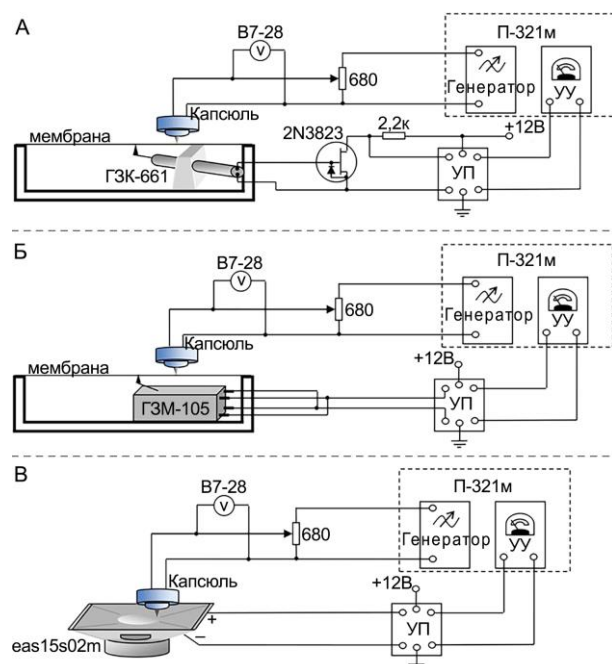 А
В7-28
V
680
Капсюль
мембрана
ГЗК-661
2N3823
2,2к
+12В
УП
П-321м
Генератор
УУ
Б
В7-28
V
680
Капсюль
мембрана
ГЗМ-105
+12В
УП
П-321м
Генератор
УУ
В
В7-28
V
680
Капсюль
+
–
eas15s02m
+12В
УП
П-321м
Генератор
УУ